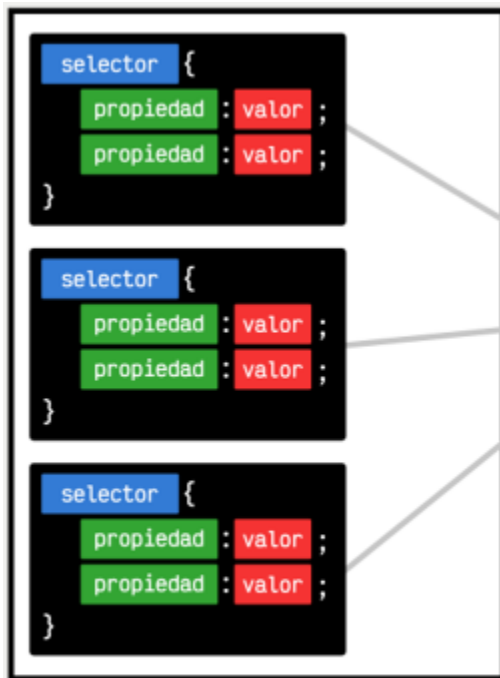 selector {
propiedad : valor ;
propiedad : valor ;
}
selector {
propiedad : valor ;
propiedad : valor ;
}
selector {
propiedad : valor ;
propiedad : valor ;
}